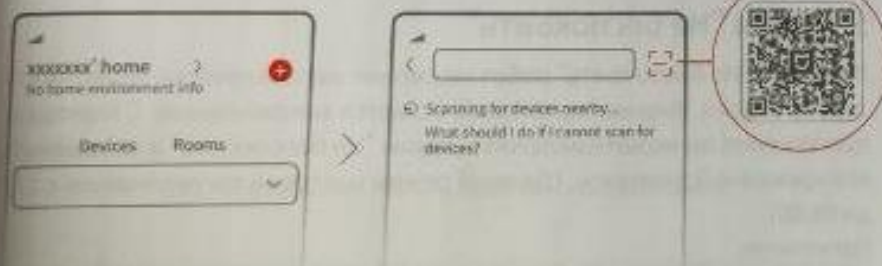 xxxxxxx' home
No home environment info
Devices Rooms
Scanning for devices nearby...
What should I do if I cannot scan for
devices?